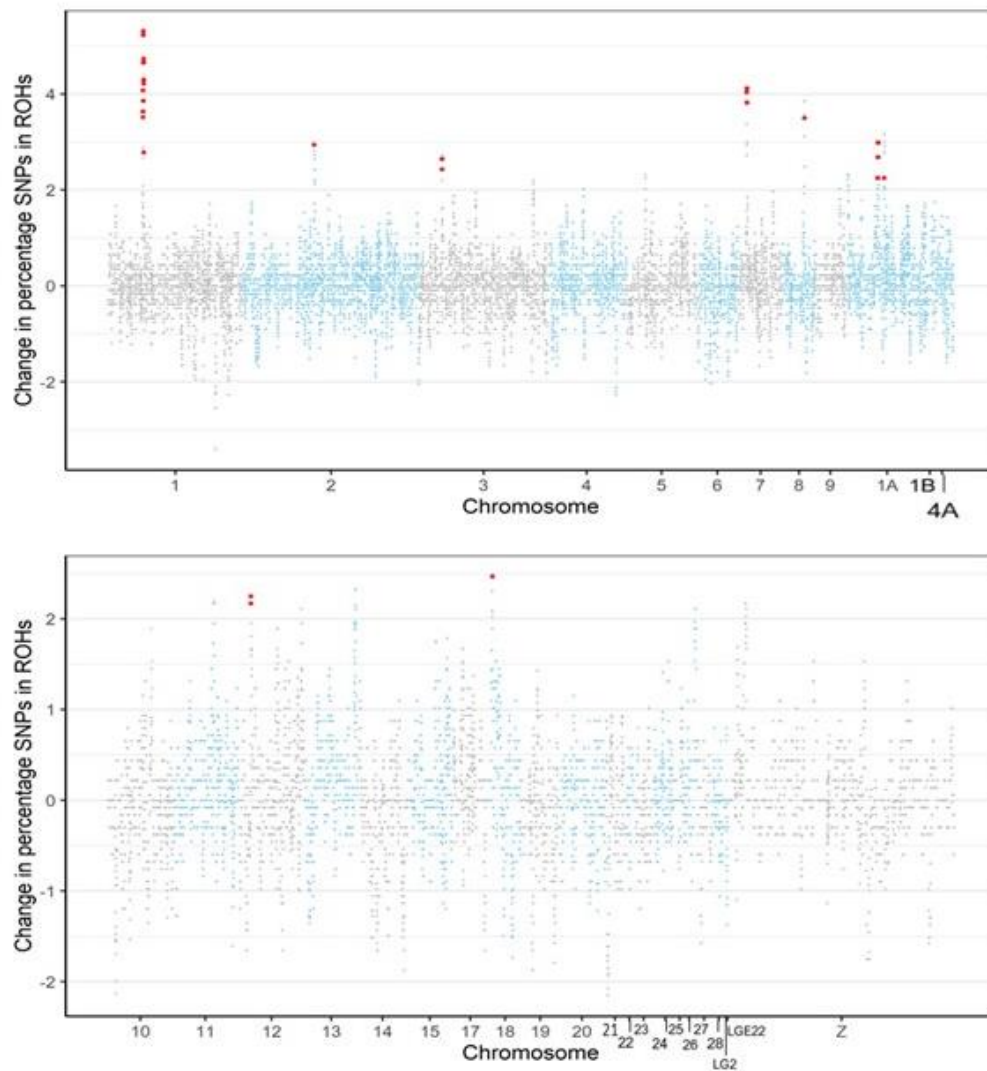 Change in percentage SNPs in ROHs
4
2
0
-2
1 2 3 4 5 6 7 8 9 1A 1B
4A
Chromosome
Change in percentage SNPs in ROHs
2
1
0
-1
-2
10 11 12 13 14 15 17 18 19 20 21 22 23 24 25 26 27 28 LG2 LGE22 Z
Chromosome